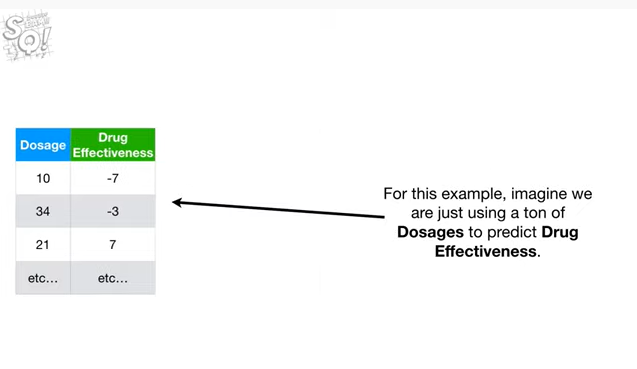 SQ!
Dosage
Drug
Effectiveness
10
-7
34
-3
21
7
etc…
etc…
For this example, imagine we
are just using a ton of
Dosages to predict Drug
Effectiveness.